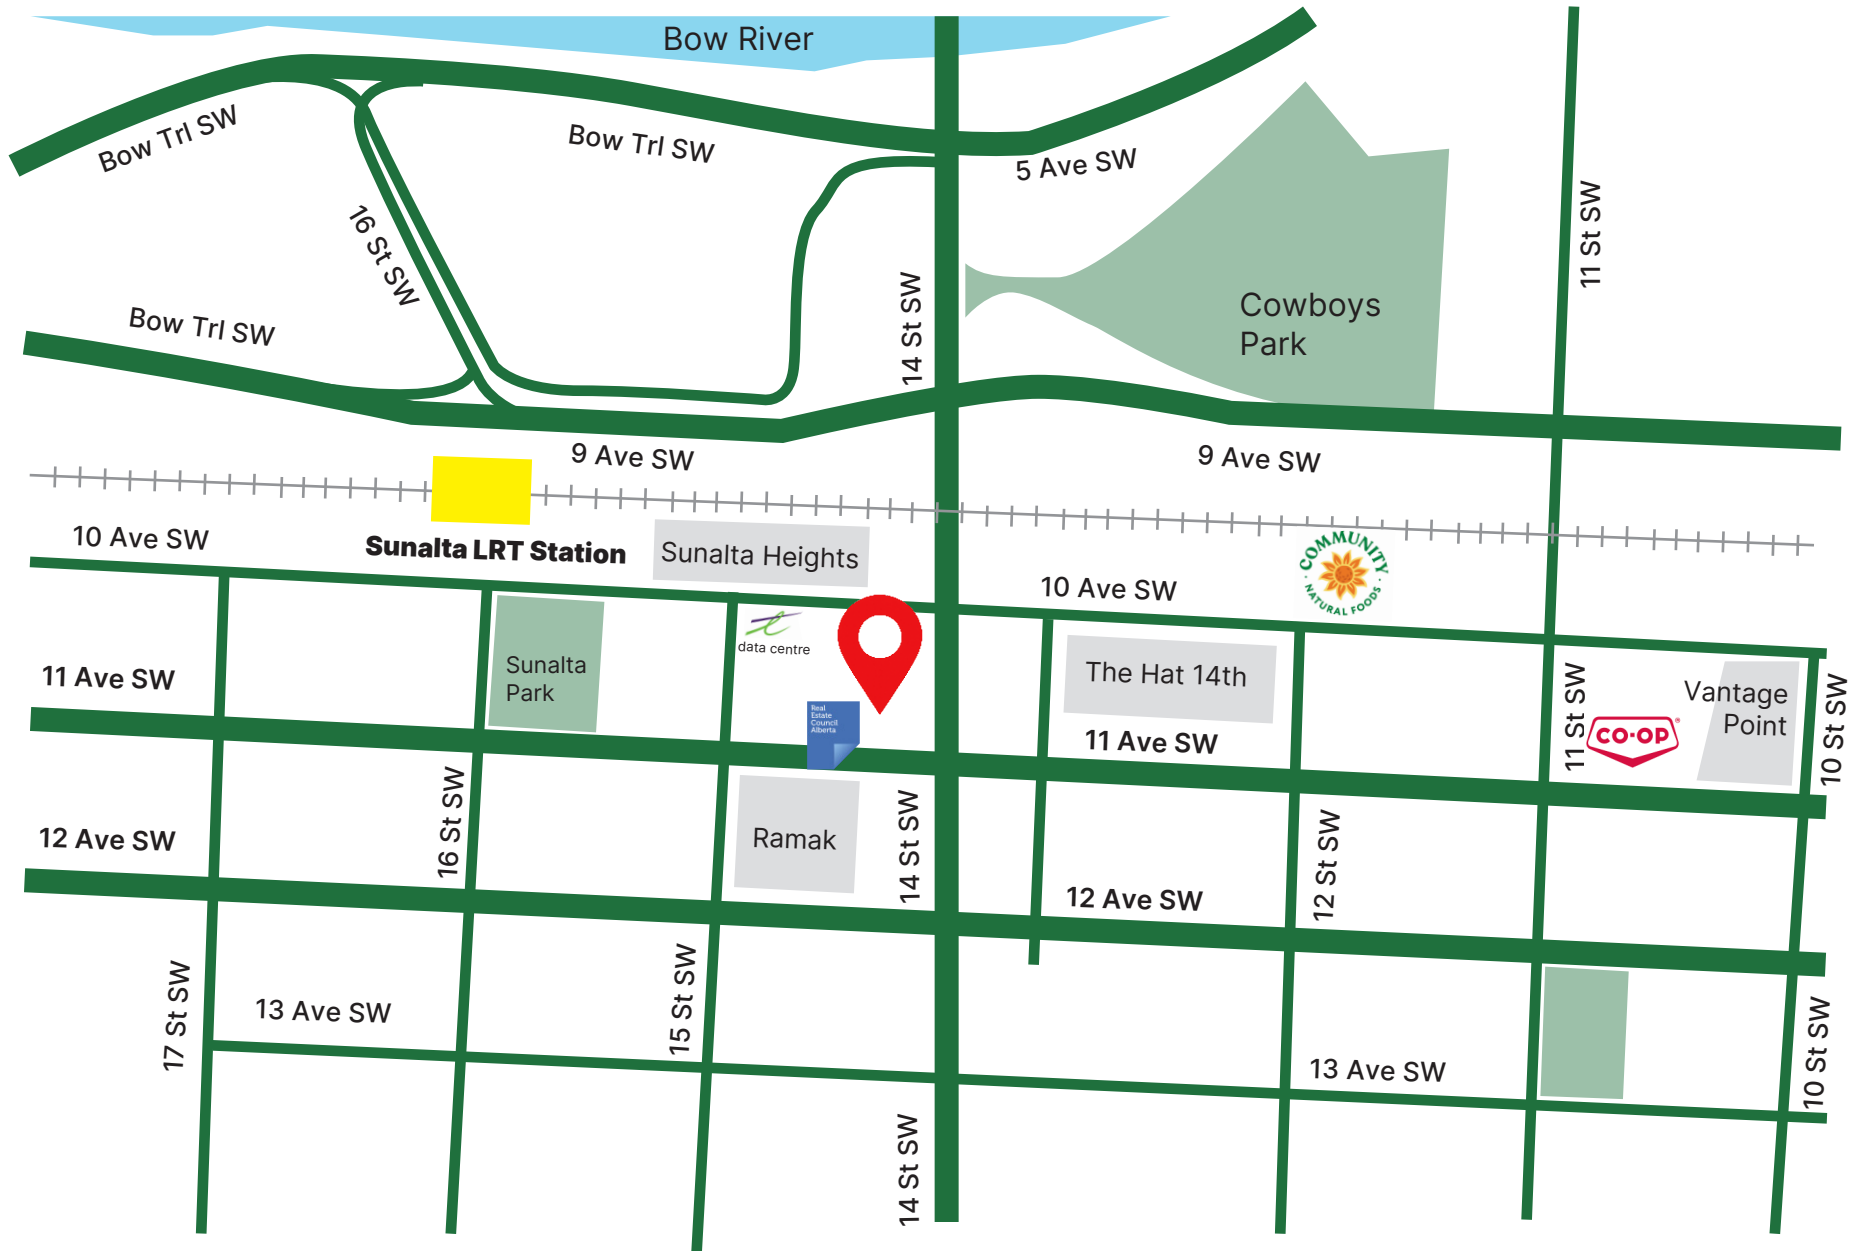 Bow River
Bow Trl SW
Bow Trl SW
5 Ave SW
16 St SW
11 St SW
14 St SW
Cowboys
Park
Bow Trl SW
9 Ave SW
9 Ave SW
10 Ave SW
Sunalta LRT Station
Sunalta Heights
COMMUNITY
NATURAL FOODS
10 Ave SW
data centre
Sunalta
Park
11 Ave SW
The Hat 14th
11 St SW
Vantage
Point
10 St SW
CO-OP
Real
Estate
Council
Alberta
11 Ave SW
16 St SW
Ramak
14 St SW
12 St SW
12 Ave SW
12 Ave SW
17 St SW
13 Ave SW
15 St SW
13 Ave SW
10 St SW
14 St SW